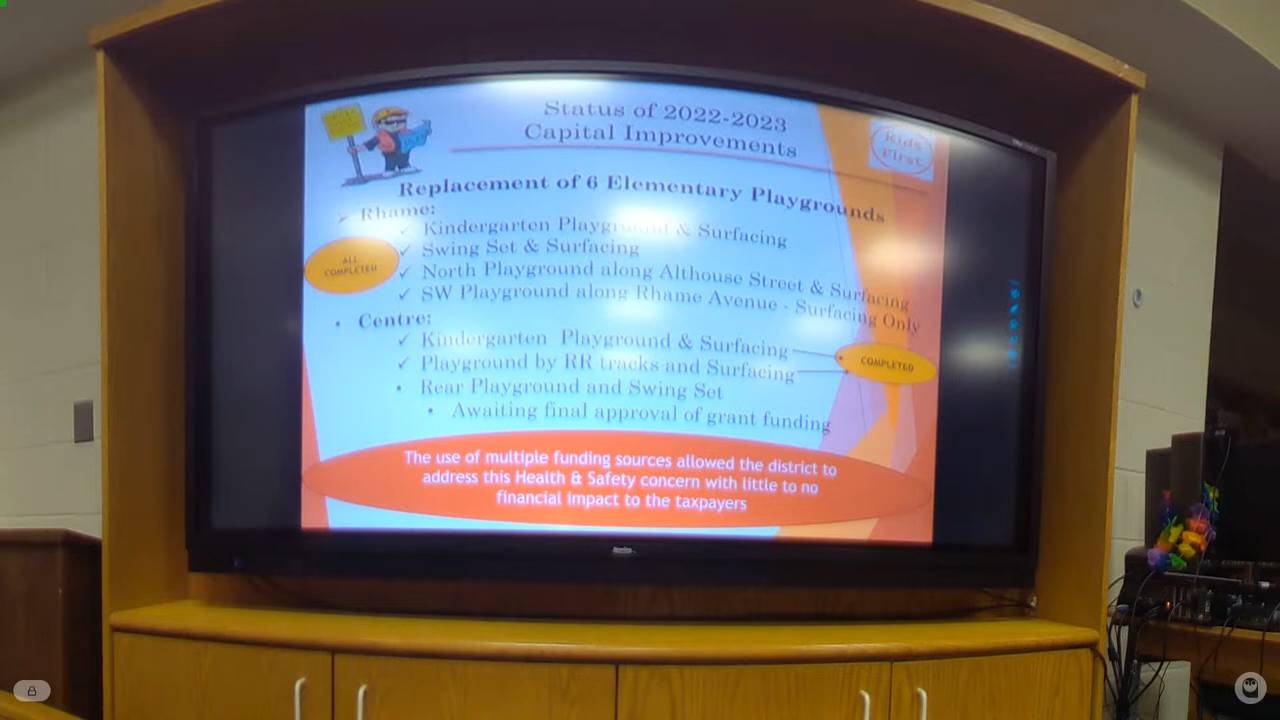 Status of 2022-2023
Capital Improvements
Kids
First
Replacement of 6 Elementary Playgrounds
➢ Rhame:
✓ Kindergarten Playground & Surfacing
✓ Swing Set & Surfacing
✓ North Playground along Althouse Street & Surfacing
✓ SW Playground along Rhame Avenue - Surfacing Only
ALL
COMPLETED
• Centre:
✓ Kindergarten Playground & Surfacing
✓ Playground by RR tracks and Surfacing
COMPLETED
• Rear Playground and Swing Set
• Awaiting final approval of grant funding
The use of multiple funding sources allowed the district to
address this Health & Safety concern with little to no
financial impact to the taxpayers